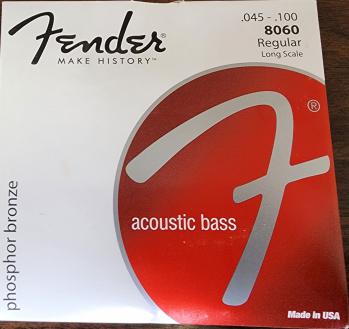 Fender®
MAKE HISTORY™
.045 - .100
8060
Regular
Long Scale
F®
acoustic bass
phosphor bronze
Made in USA